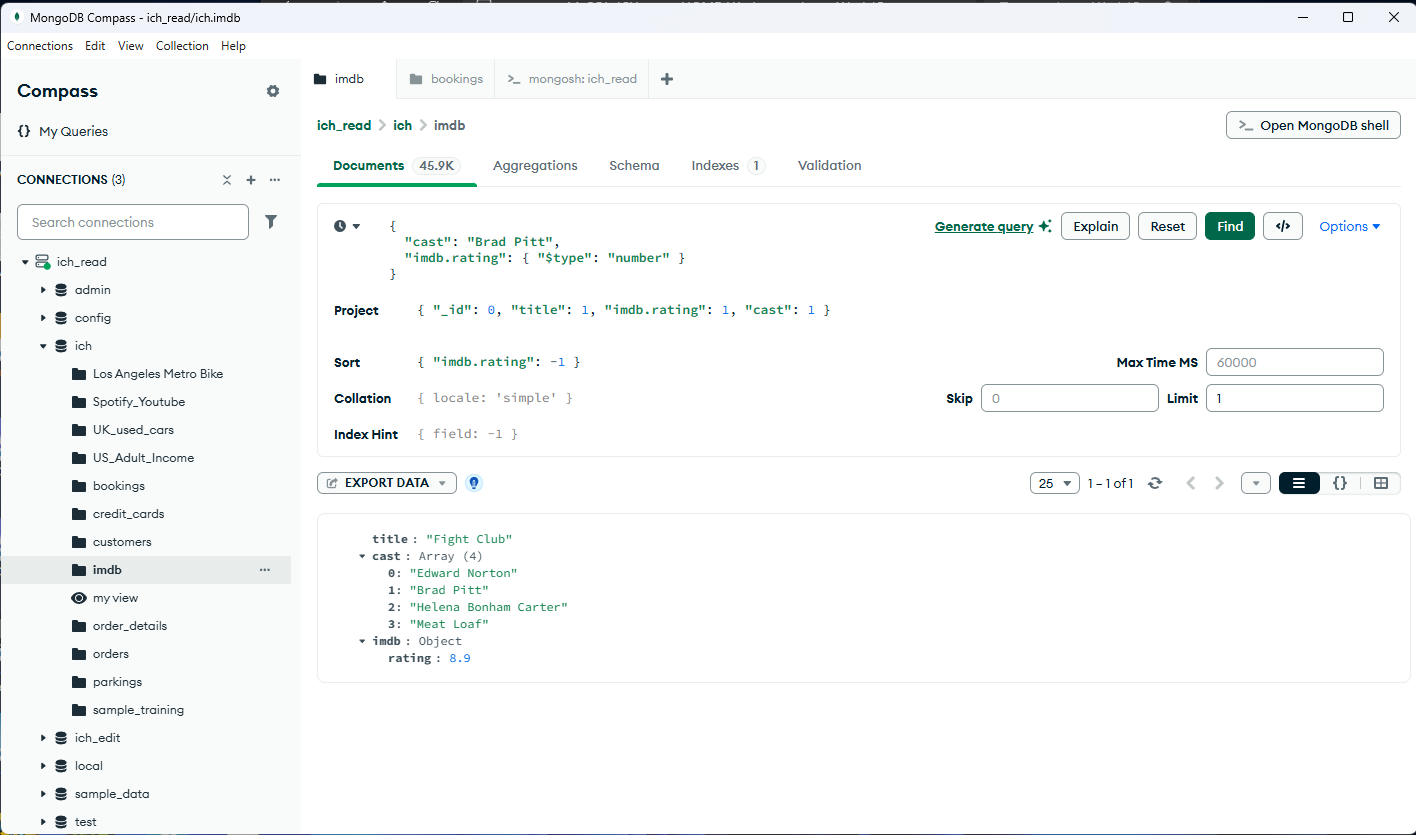 MongoDB Compass - ich_read/ich.imdb
Connections Edit View Collection Help
Compass
{} My Queries
CONNECTIONS (3)
Search connections
ich_read
admin
config
ich
Los Angeles Metro Bike
Spotify_Youtube
UK_used_cars
US_Adult_Income
bookings
credit_cards
customers
imdb
my view
order_details
orders
parkings
sample_training
ich_edit
local
sample_data
test
imdb bookings >_ mongosh: ich_read +
ich_read > ich > imdb
>_ Open MongoDB shell
Documents 45.9K Aggregations Schema Indexes 1 Validation
{
"cast": "Brad Pitt",
"imdb.rating": { "$type": "number" }
}
Generate query Explain Reset Find </> Options
Project { "_id": 0, "title": 1, "imdb.rating": 1, "cast": 1 }
Sort { "imdb.rating": -1 }
Max Time MS 60000
Collation { locale: 'simple' }
Skip 0 Limit 1
Index Hint { field: -1 }
EXPORT DATA
25 1 – 1 of 1
{}
title : "Fight Club"
cast : Array (4)
0: "Edward Norton"
1: "Brad Pitt"
2: "Helena Bonham Carter"
3: "Meat Loaf"
imdb : Object
rating : 8.9